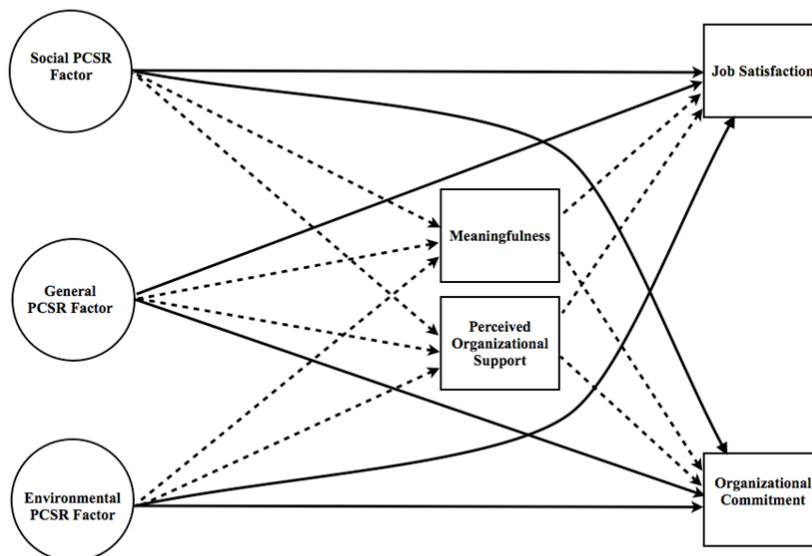 Social PCSR
Factor
Job Satisfaction
Meaningfulness
General
PCSR Factor
Perceived
Organizational
Support
Environmental
PCSR Factor
Organizational
Commitment